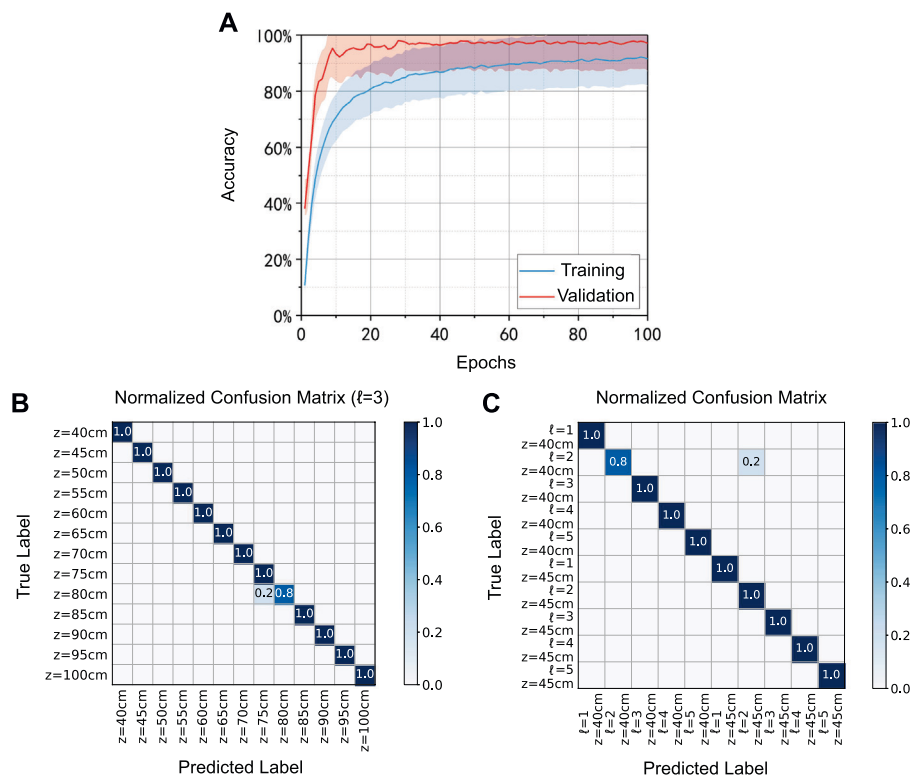 A
100%
80%
60%
40%
20%
0%
Accuracy
Training
Validation
0 20 40 60 80 100
Epochs
B
Normalized Confusion Matrix (ℓ=3)
True Label
z=40cm 1.0
z=45cm 1.0
z=50cm 1.0
z=55cm 1.0
z=60cm 1.0
z=65cm 1.0
z=70cm 1.0
z=75cm 1.0
z=80cm 0.2 0.8
z=85cm 1.0
z=90cm 1.0
z=95cm 1.0
z=100cm 1.0
z=40cm z=45cm z=50cm z=55cm z=60cm z=65cm z=70cm z=75cm z=80cm z=85cm z=90cm z=95cm z=100cm
Predicted Label
1.0
0.8
0.6
0.4
0.2
0.0
C
Normalized Confusion Matrix
True Label
ℓ=1
z=40cm 1.0
ℓ=2
z=40cm 0.8 0.2
ℓ=3
z=40cm 1.0
ℓ=4
z=40cm 1.0
ℓ=5
z=40cm 1.0
ℓ=1
z=45cm 1.0
ℓ=2
z=45cm 1.0
ℓ=3
z=45cm 1.0
ℓ=4
z=45cm 1.0
ℓ=5
z=45cm 1.0
ℓ=1 ℓ=2 ℓ=3 ℓ=4 ℓ=5 ℓ=1 ℓ=2 ℓ=3 ℓ=4 ℓ=5
z=40cm z=40cm z=40cm z=40cm z=40cm z=45cm z=45cm z=45cm z=45cm z=45cm
Predicted Label
1.0
0.8
0.6
0.4
0.2
0.0